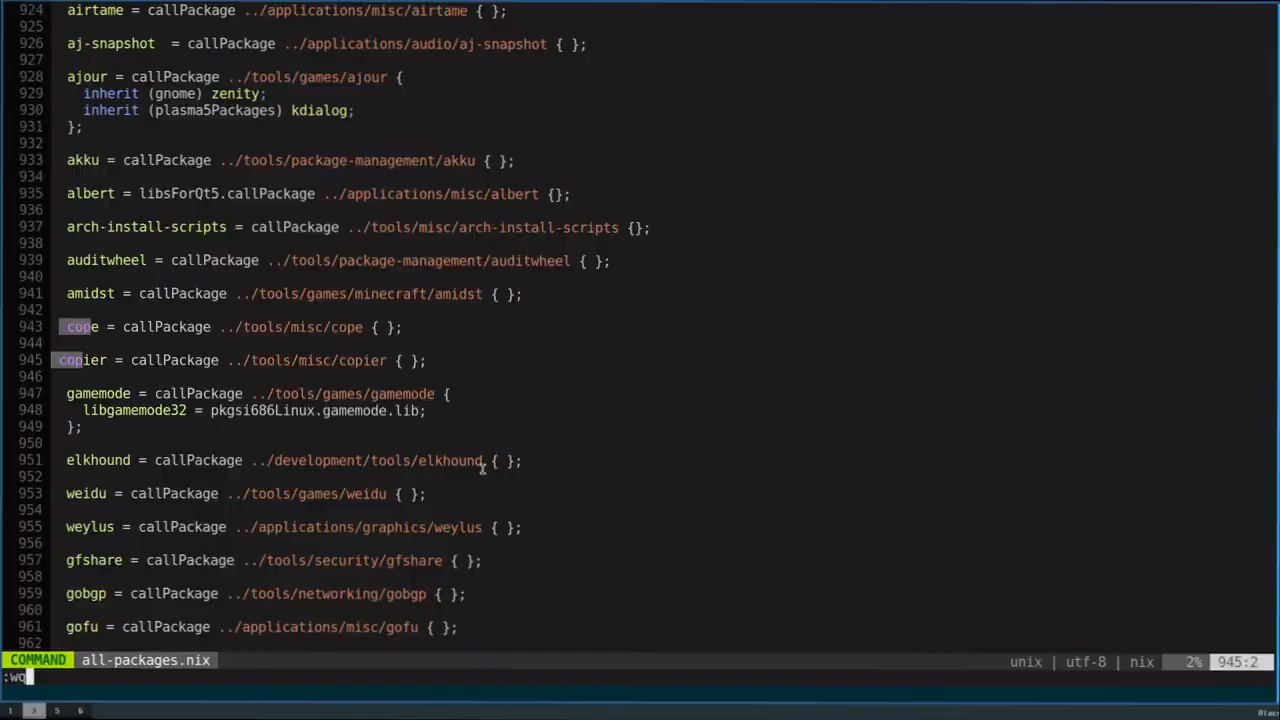 924 airtame = callPackage ../applications/misc/airtame { };
925
926 aj-snapshot  = callPackage ../applications/audio/aj-snapshot { };
927
928 ajour = callPackage ../tools/games/ajour {
929 inherit (gnome) zenity;
930 inherit (plasma5Packages) kdialog;
931 };
932
933 akku = callPackage ../tools/package-management/akku { };
934
935 albert = libsForQt5.callPackage ../applications/misc/albert {};
936
937 arch-install-scripts = callPackage ../tools/misc/arch-install-scripts {};
938
939 auditwheel = callPackage ../tools/package-management/auditwheel { };
940
941 amidst = callPackage ../tools/games/minecraft/amidst { };
942
943 cope = callPackage ../tools/misc/cope { };
944
945 copier = callPackage ../tools/misc/copier { };
946
947 gamemode = callPackage ../tools/games/gamemode {
948 libgamemode32 = pkgsi686Linux.gamemode.lib;
949 };
950
951 elkhound = callPackage ../development/tools/elkhound { };
952
953 weidu = callPackage ../tools/games/weidu { };
954
955 weylus = callPackage ../applications/graphics/weylus { };
956
957 gfshare = callPackage ../tools/security/gfshare { };
958
959 gobgp = callPackage ../tools/networking/gobgp { };
960
961 gofu = callPackage ../applications/misc/gofu { };
962
COMMAND all-packages.nix unix | utf-8 | nix 2% 945:2
:wq
1 3 5 6